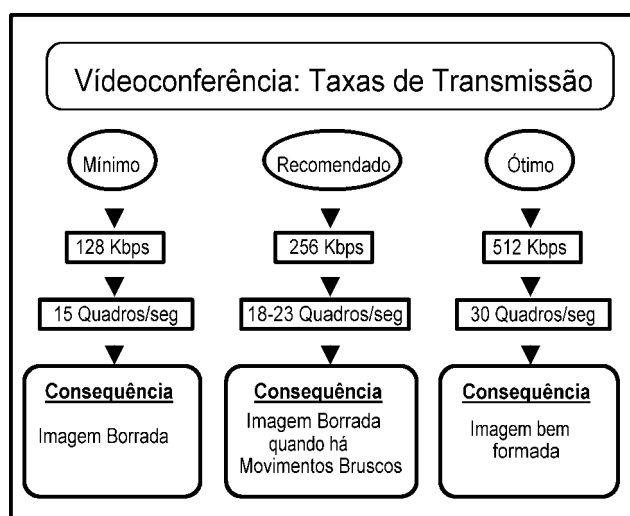 Vídeoconferência: Taxas de Transmissão
Mínimo
128 Kbps
15 Quadros/seg
Consequência
Imagem Borrada
Recomendado
256 Kbps
18-23 Quadros/seg
Consequência
Imagem Borrada
quando há
Movimentos Bruscos
Ótimo
512 Kbps
30 Quadros/seg
Consequência
Imagem bem
formada